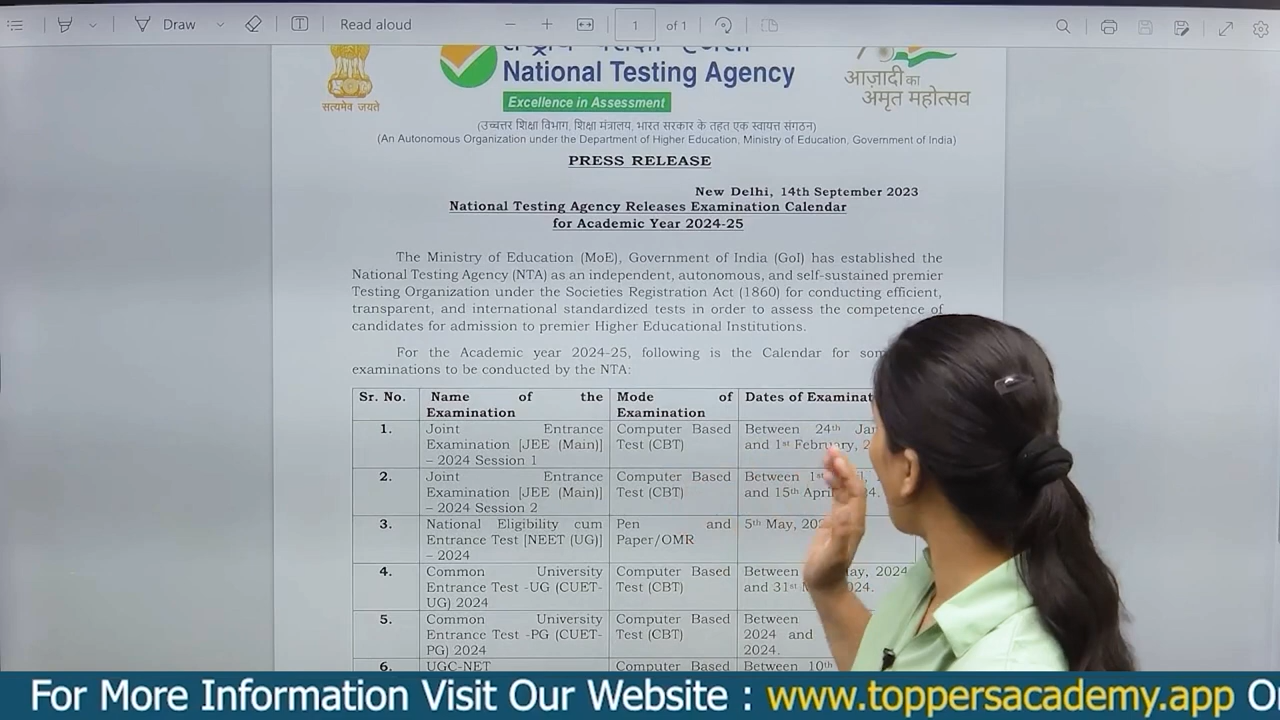 Draw
Read aloud
1
of 1
राष्ट्रीय परीक्षा एजेंसी
National Testing Agency
Excellence in Assessment
सत्यमेव जयते
आज़ादी का
अमृत महोत्सव
(उच्चतर शिक्षा विभाग, शिक्षा मंत्रालय, भारत सरकार के तहत एक स्वायत्त संगठन)
(An Autonomous Organization under the Department of Higher Education, Ministry of Education, Government of India)
PRESS RELEASE
New Delhi, 14th September 2023
National Testing Agency Releases Examination Calendar
for Academic Year 2024-25
The Ministry of Education (MoE), Government of India (GoI) has established the
National Testing Agency (NTA) as an independent, autonomous, and self-sustained premier
Testing Organization under the Societies Registration Act (1860) for conducting efficient,
transparent, and international standardized tests in order to assess the competence of
candidates for admission to premier Higher Educational Institutions.
For the Academic year 2024-25, following is the Calendar for som
examinations to be conducted by the NTA:
Sr. No.
Name of the
Examination
Mode of
Examination
Dates of Examinat
1.
Joint Entrance
Examination [JEE (Main)]
– 2024 Session 1
Computer Based
Test (CBT)
Between 24th Jan
and 1st February, 2
2.
Joint Entrance
Examination [JEE (Main)]
– 2024 Session 2
Computer Based
Test (CBT)
Between 1st
and 15th April 24.
3.
National Eligibility cum
Entrance Test [NEET (UG)]
– 2024
Pen and
Paper/OMR
5th May, 202
4.
Common University
Entrance Test -UG (CUET-
UG) 2024
Computer Based
Test (CBT)
Between ay, 2024
and 31st M 024.
5.
Common University
Entrance Test -PG (CUET-
PG) 2024
Computer Based
Test (CBT)
Between
2024 and
2024.
6.
UGC-NET
Computer Based
Between 10th
For More Information Visit Our Website : www.toppersacademy.app O